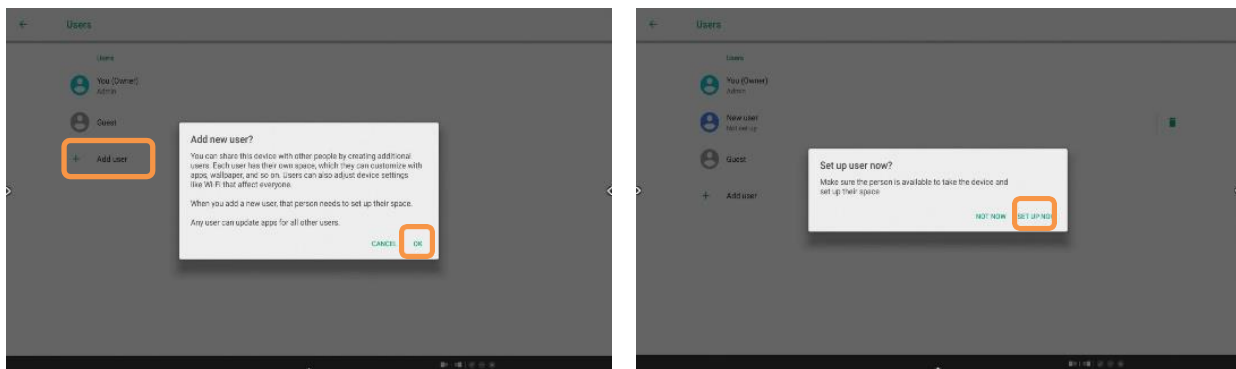 Users
Users
You (Owner)
Admin
Guest
+ Add user
Add new user?
You can share this device with other people by creating additional
users. Each user has their own space, which they can customize with
apps, wallpaper, and so on. Users can also adjust device settings
like Wi-Fi that affect everyone.
When you add a new user, that person needs to set up their space.
Any user can update apps for all other users.
CANCEL OK
Users
Users
You (Owner)
Admin
New user
Not set up
Guest
+ Add user
Set up user now?
Make sure the person is available to take the device and
set up their space
NOT NOW SET UP NOW